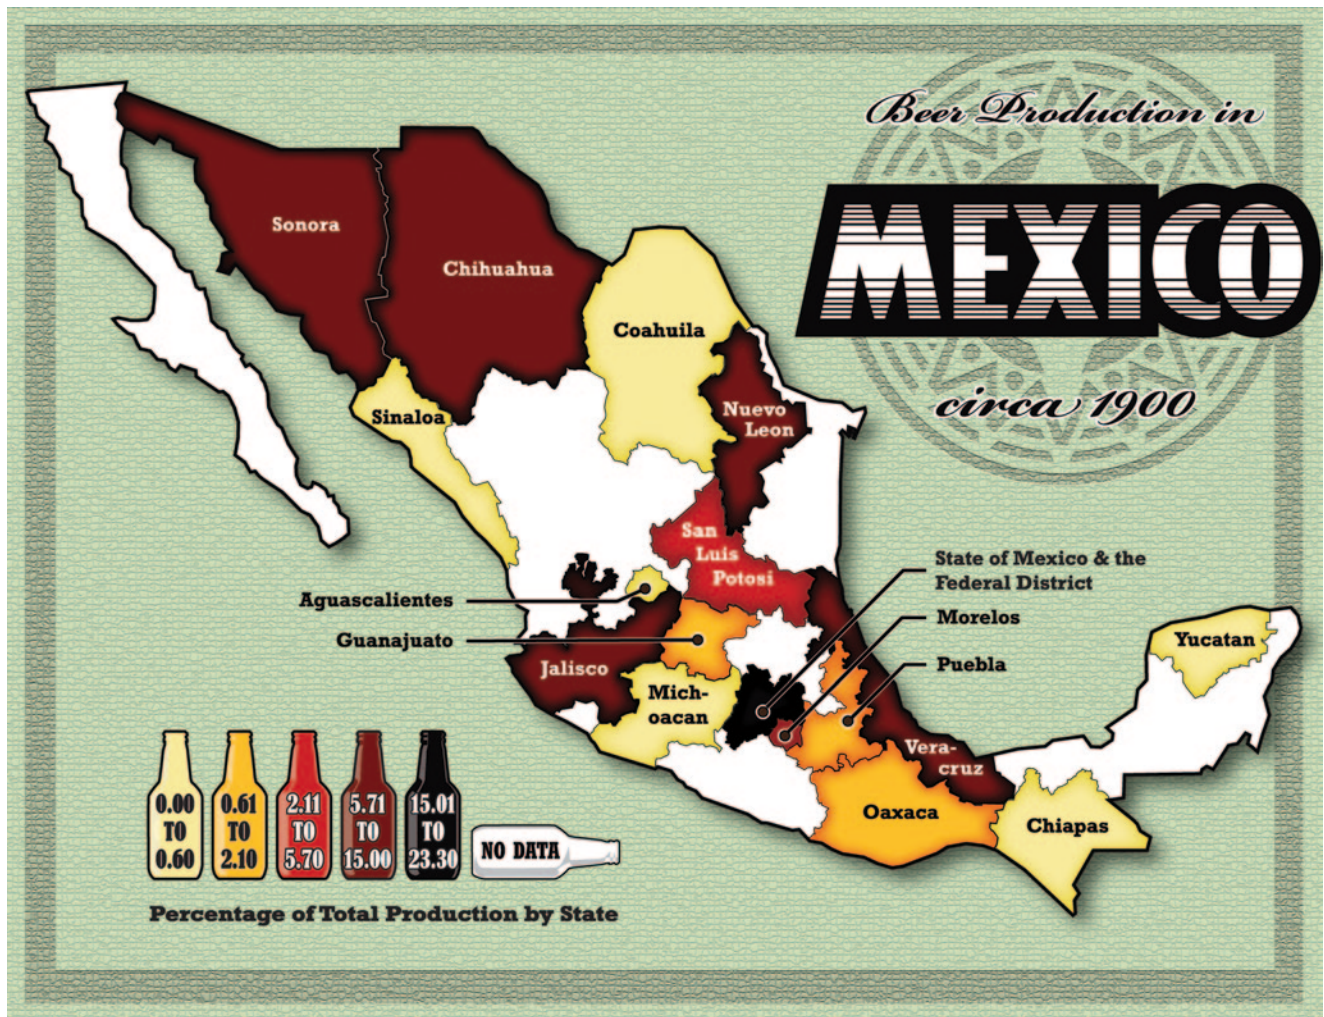 Beer Production in
MEXICO
circa 1900
Sonora
Chihuahua
Coahuila
Sinaloa
Nuevo
Leon
San
Luis
Potosi
State of Mexico & the
Federal District
Aguascalientes
Morelos
Guanajuato
Yucatan
Jalisco
Puebla
Mich-
oacan
Vera-
cruz
Oaxaca
Chiapas
0.00
TO
0.60
0.61
TO
2.10
2.11
TO
5.70
5.71
TO
15.00
15.01
TO
23.30
NO DATA
Percentage of Total Production by State